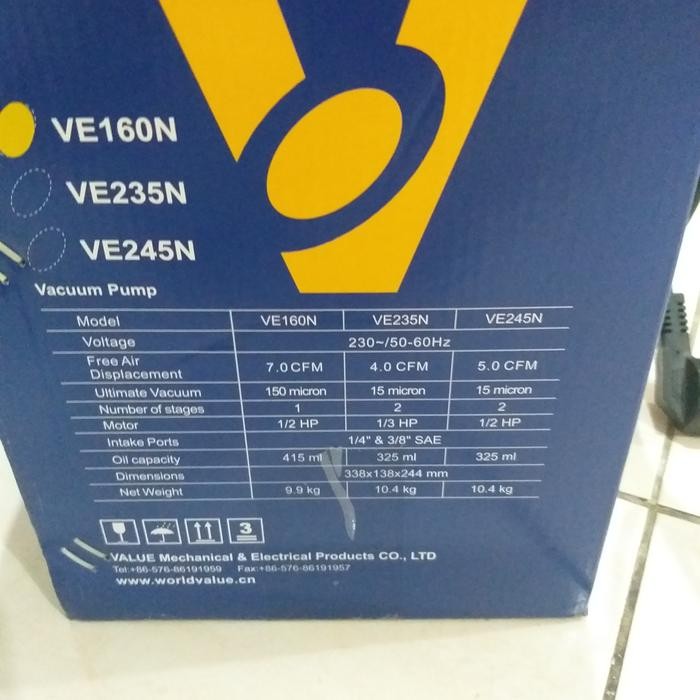 VE160N
VE235N
VE245N
Vacuum Pump
Model VE160N VE235N VE245N
Voltage 230~/50-60Hz
Free Air
Displacement 7.0 CFM 4.0 CFM 5.0 CFM
Ultimate Vacuum 150 micron 15 micron 15 micron
Number of stages 1 2 2
Motor 1/2 HP 1/3 HP 1/2 HP
Intake Ports 1/4" & 3/8" SAE
Oil capacity 415 ml 325 ml 325 ml
Dimensions 338x138x244 mm
Net Weight 9.9 kg 10.4 kg 10.4 kg
3
VALUE Mechanical & Electrical Products CO., LTD
Tel:+86-576-86191959 Fax:+86-576-86191957
www.worldvalue.cn